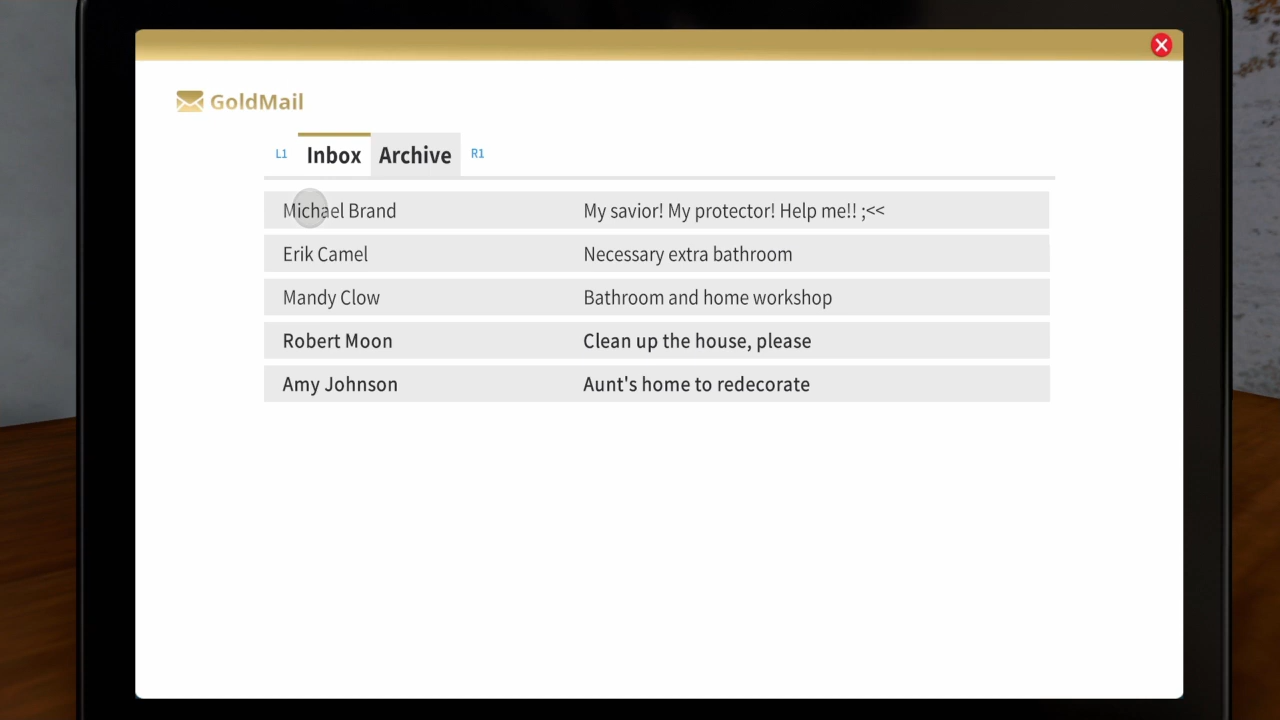 GoldMail
L1 Inbox Archive R1
Michael Brand My savior! My protector! Help me!! ;<<
Erik Camel Necessary extra bathroom
Mandy Clow Bathroom and home workshop
Robert Moon Clean up the house, please
Amy Johnson Aunt's home to redecorate